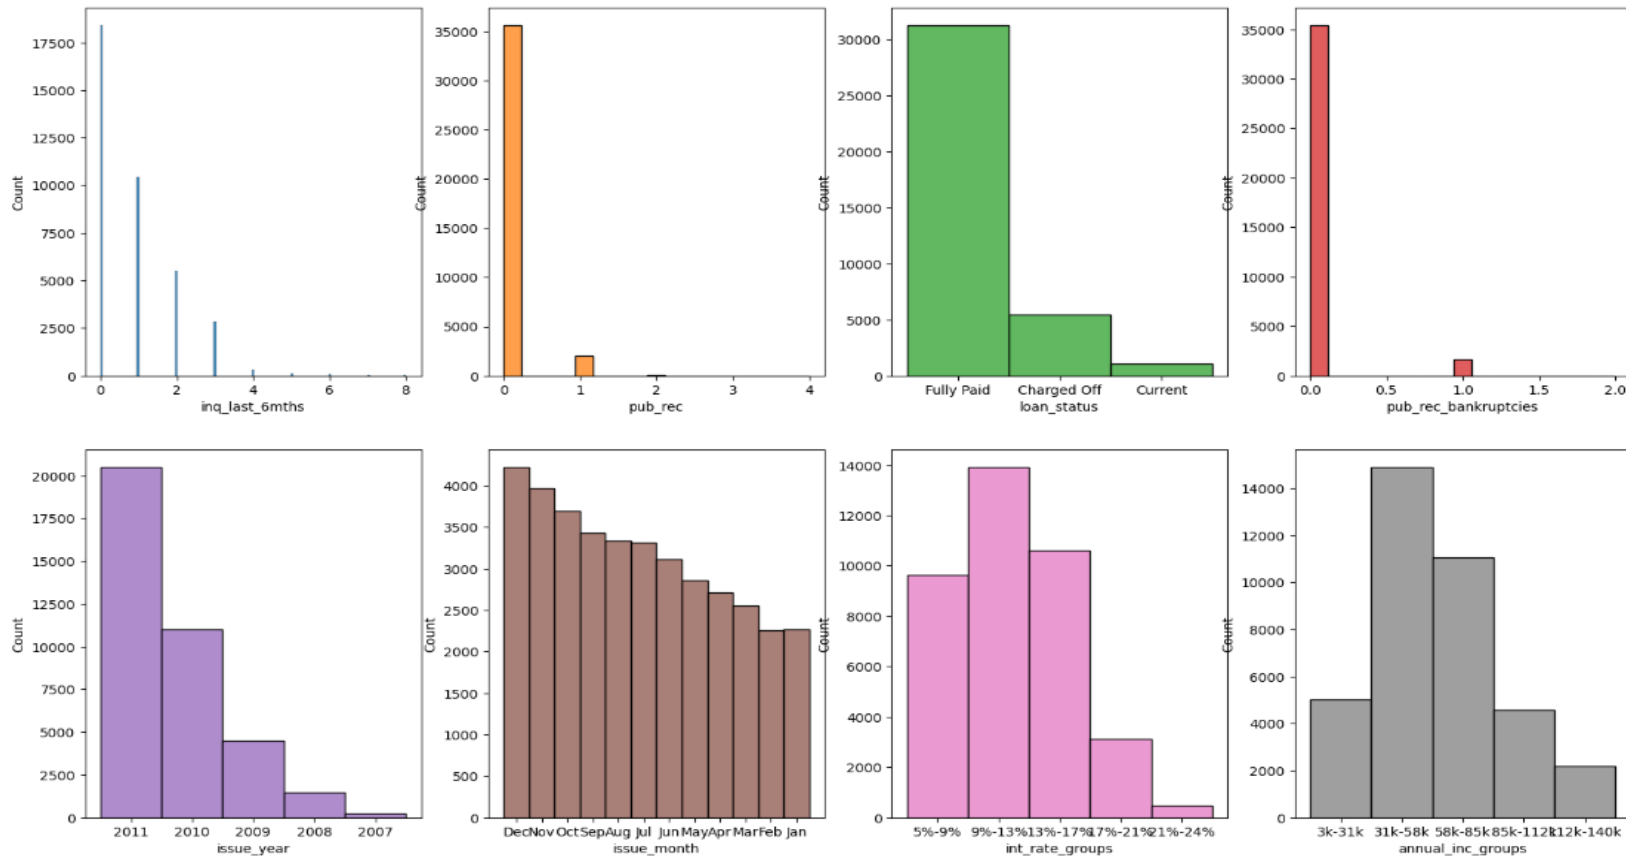 17500
15000
12500
10000
7500
5000
2500
0
Count
0 2 4 6 8
inq_last_6mths
35000
30000
25000
20000
15000
10000
5000
0
Count
0 1 2 3 4
pub_rec
30000
25000
20000
15000
10000
5000
0
Count
Fully Paid Charged Off Current
loan_status
35000
30000
25000
20000
15000
10000
5000
0
Count
0.0 0.5 1.0 1.5 2.0
pub_rec_bankruptcies
20000
17500
15000
12500
10000
7500
5000
2500
0
Count
2011 2010 2009 2008 2007
issue_year
4000
3500
3000
2500
2000
1500
1000
500
0
Count
Dec Nov Oct Sep Aug Jul Jun May Apr Mar Feb Jan
issue_month
14000
12000
10000
8000
6000
4000
2000
0
Count
5%-9% 9%-13% 13%-17% 17%-21% 21%-24%
int_rate_groups
14000
12000
10000
8000
6000
4000
2000
0
Count
3k-31k 31k-58k 58k-85k 85k-112k 112k-140k
annual_inc_groups